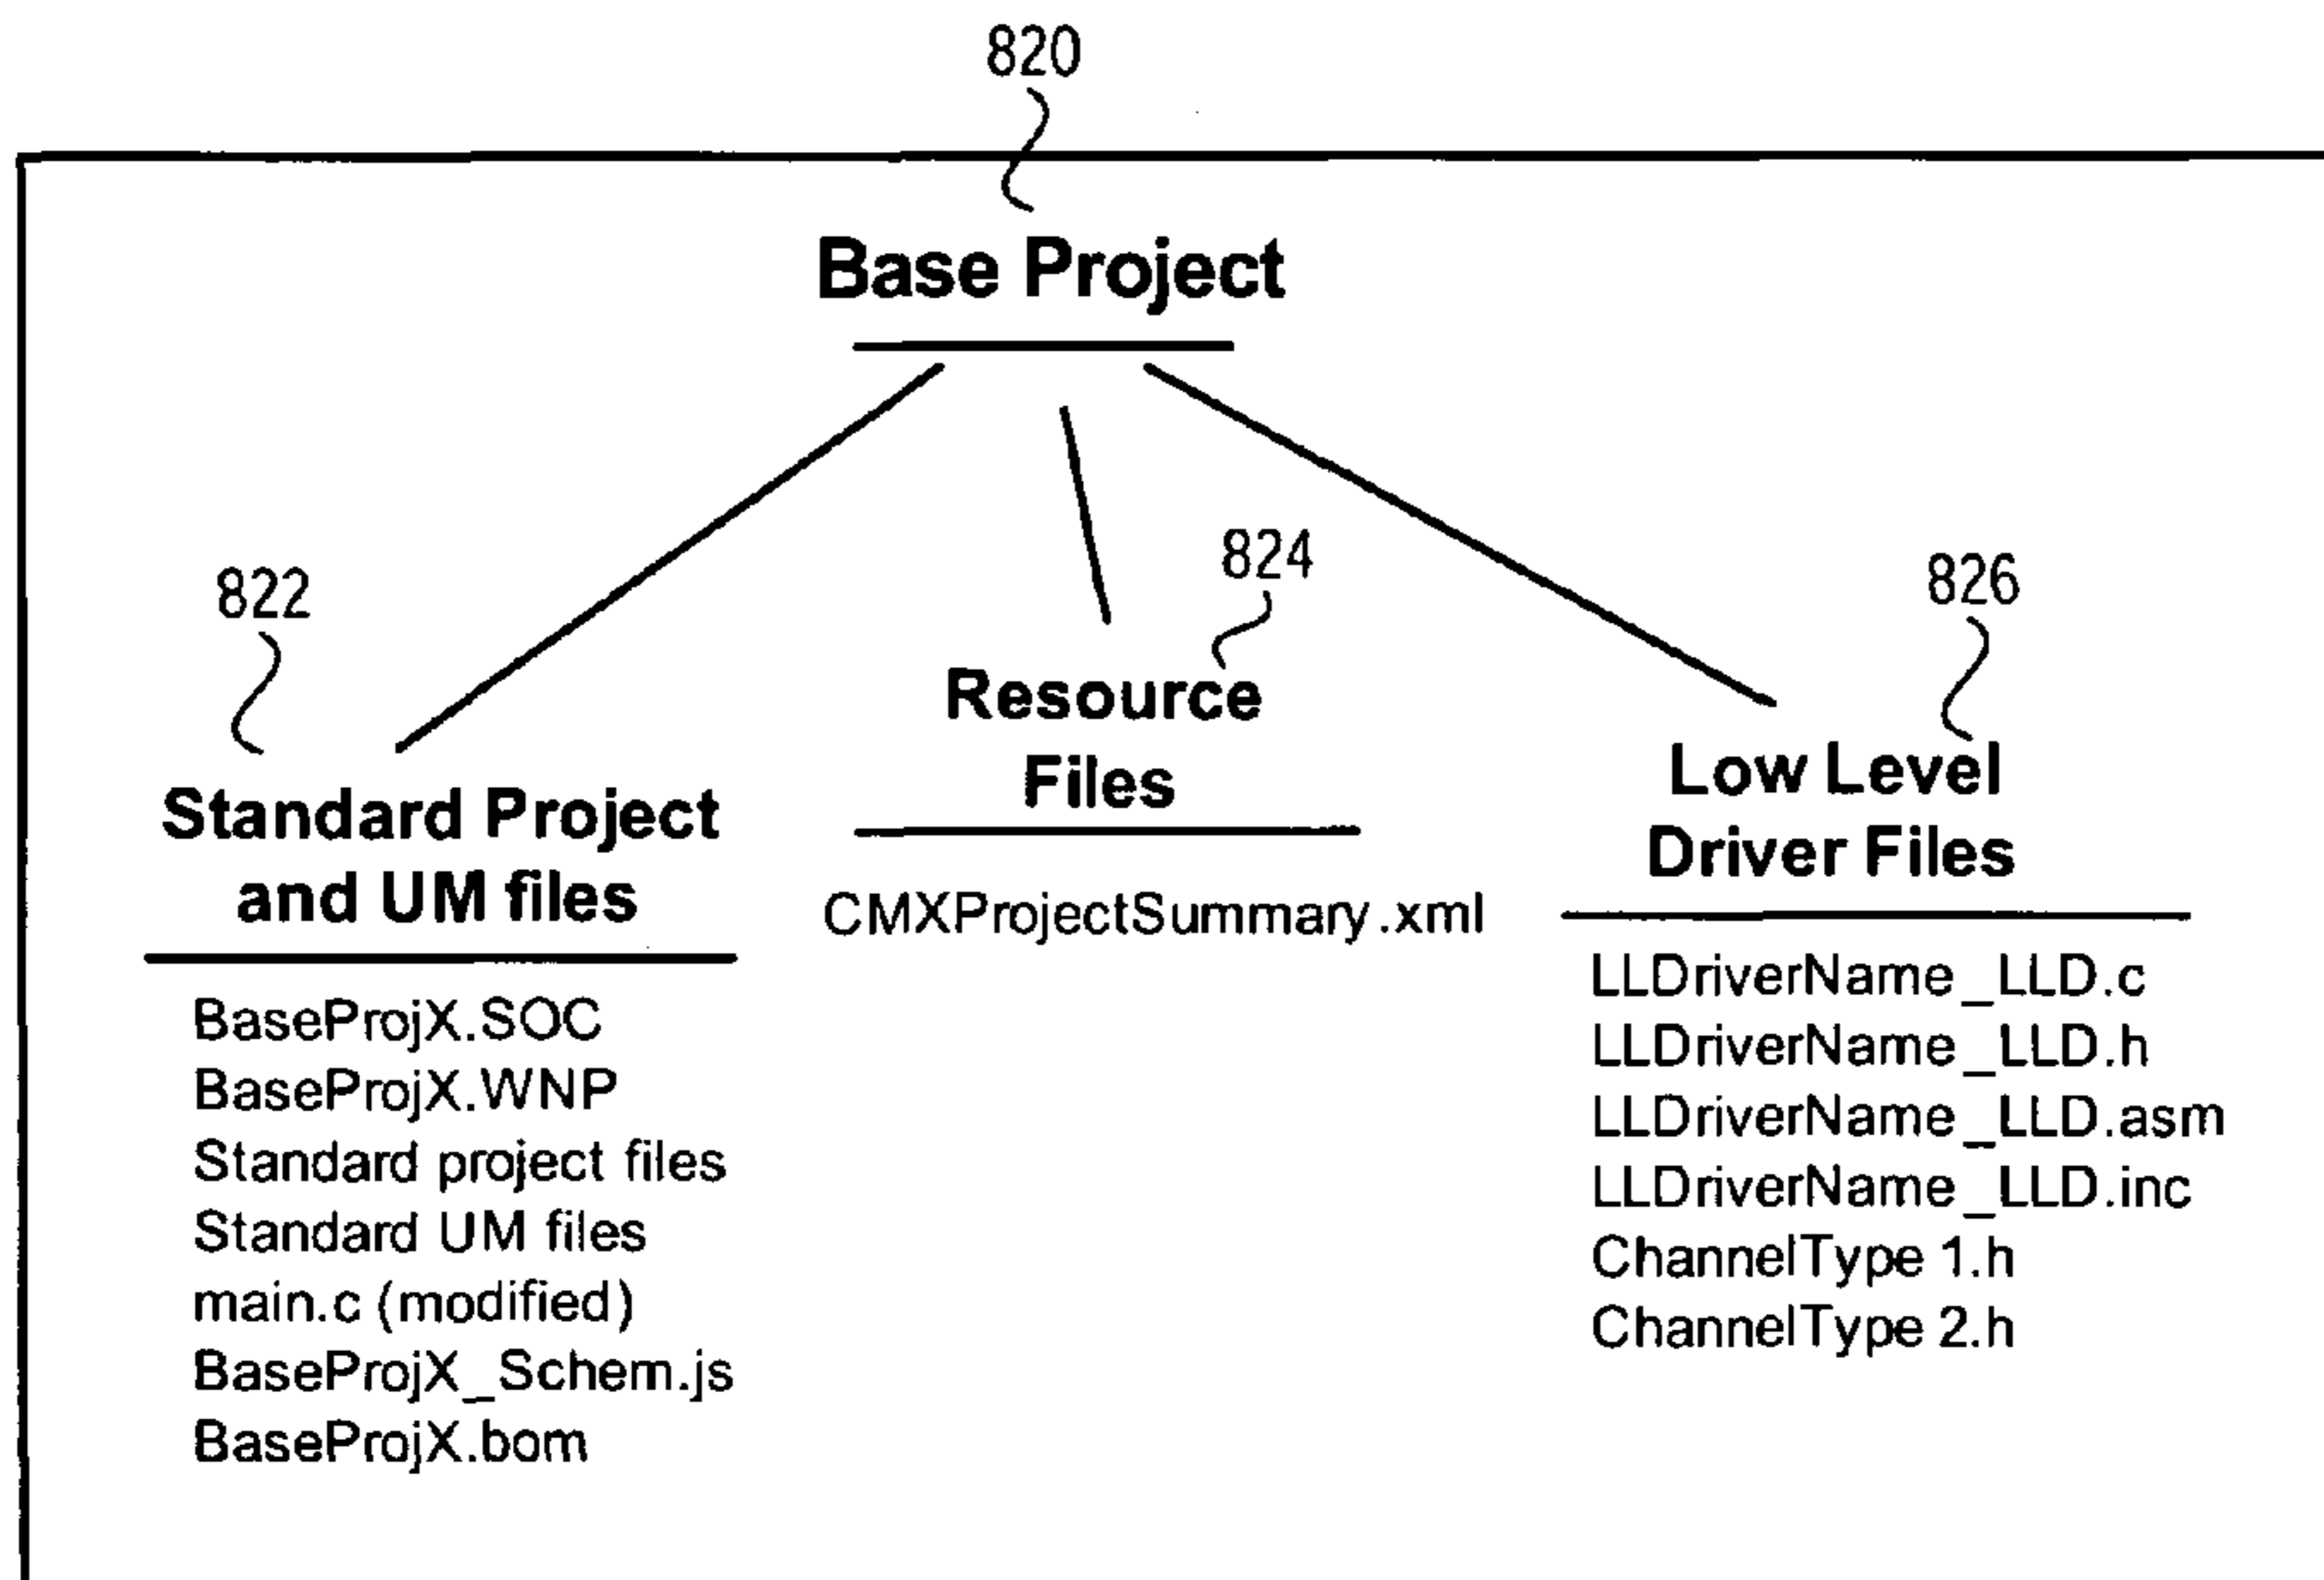 820
Base Project
822
824
826
Standard Project
and UM files
BaseProjX.SOC
BaseProjX.WNP
Standard project files
Standard UM files
main.c (modified)
BaseProjX_Schem.js
BaseProjX.bom
Resource
Files
CMXProjectSummary.xml
Low Level
Driver Files
LLDriverName_LLD.c
LLDriverName_LLD.h
LLDriverName_LLD.asm
LLDriverName_LLD.inc
ChannelType 1.h
ChannelType 2.h